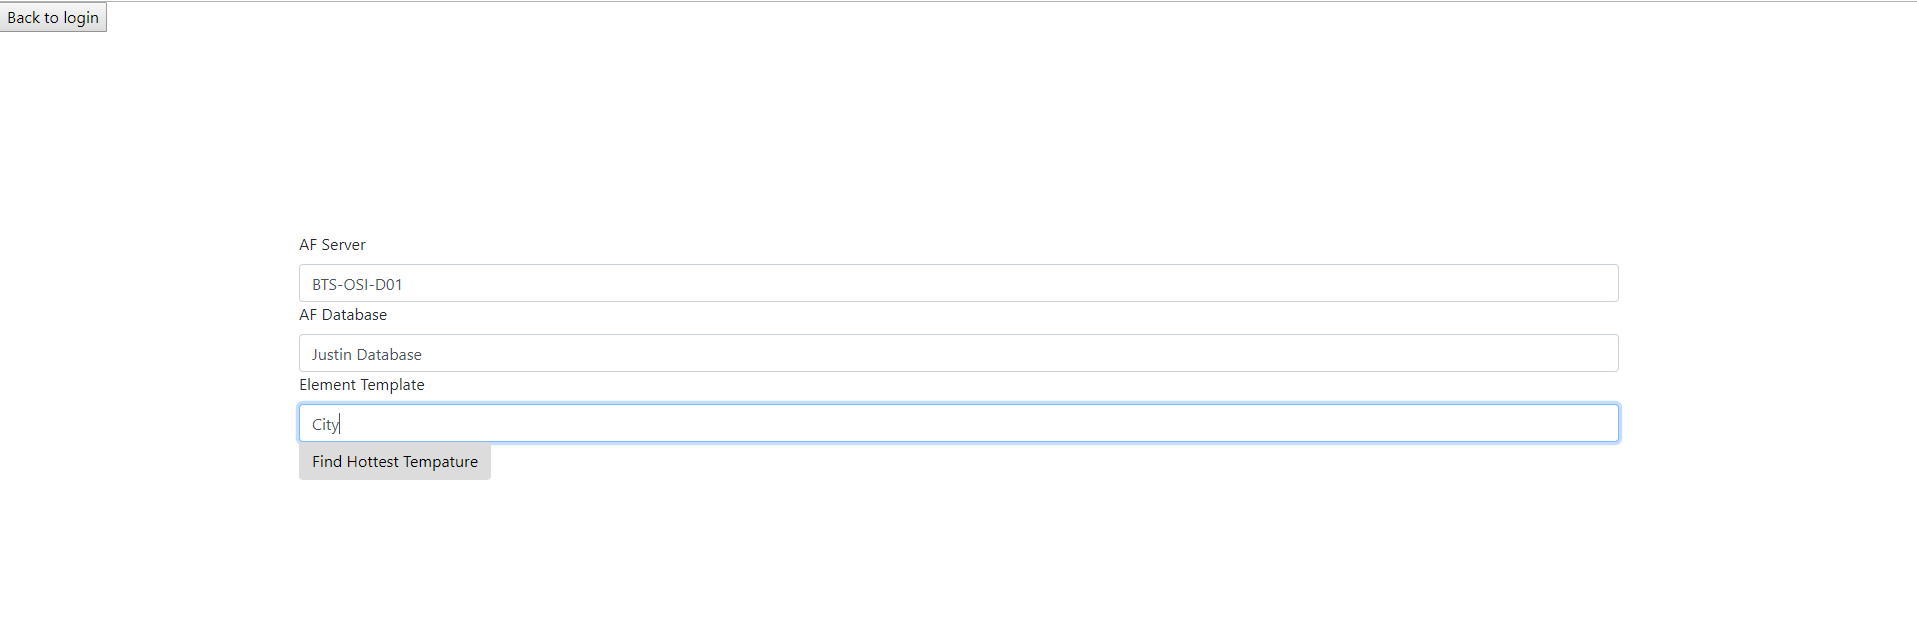 Back to login
AF Server
BTS-OSI-D01
AF Database
Justin Database
Element Template
City
Find Hottest Tempature